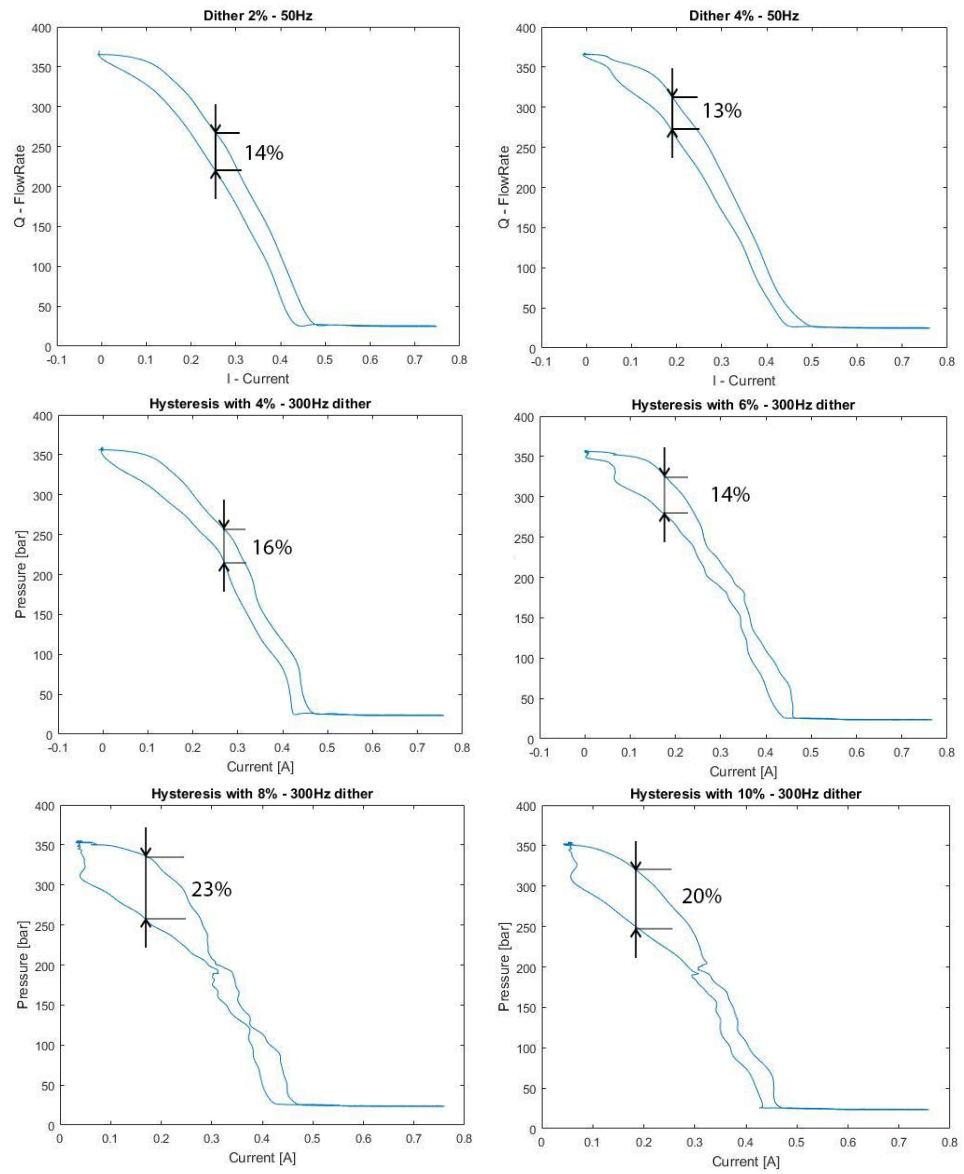 Dither 2% - 50Hz
400
350
300
250
200
150
100
50
0
Q - FlowRate
14%
-0.1 0 0.1 0.2 0.3 0.4 0.5 0.6 0.7 0.8
I - Current
Dither 4% - 50Hz
400
350
300
250
200
150
100
50
0
Q - FlowRate
13%
-0.1 0 0.1 0.2 0.3 0.4 0.5 0.6 0.7 0.8
I - Current
Hysteresis with 4% - 300Hz dither
400
350
300
250
200
150
100
50
0
Pressure [bar]
16%
-0.1 0 0.1 0.2 0.3 0.4 0.5 0.6 0.7 0.8
Current [A]
Hysteresis with 6% - 300Hz dither
400
350
300
250
200
150
100
50
0
Pressure [bar]
14%
-0.1 0 0.1 0.2 0.3 0.4 0.5 0.6 0.7 0.8
Current [A]
Hysteresis with 8% - 300Hz dither
400
350
300
250
200
150
100
50
0
Pressure [bar]
23%
0 0.1 0.2 0.3 0.4 0.5 0.6 0.7 0.8
Current [A]
Hysteresis with 10% - 300Hz dither
400
350
300
250
200
150
100
50
0
Pressure [bar]
20%
0 0.1 0.2 0.3 0.4 0.5 0.6 0.7 0.8
Current [A]